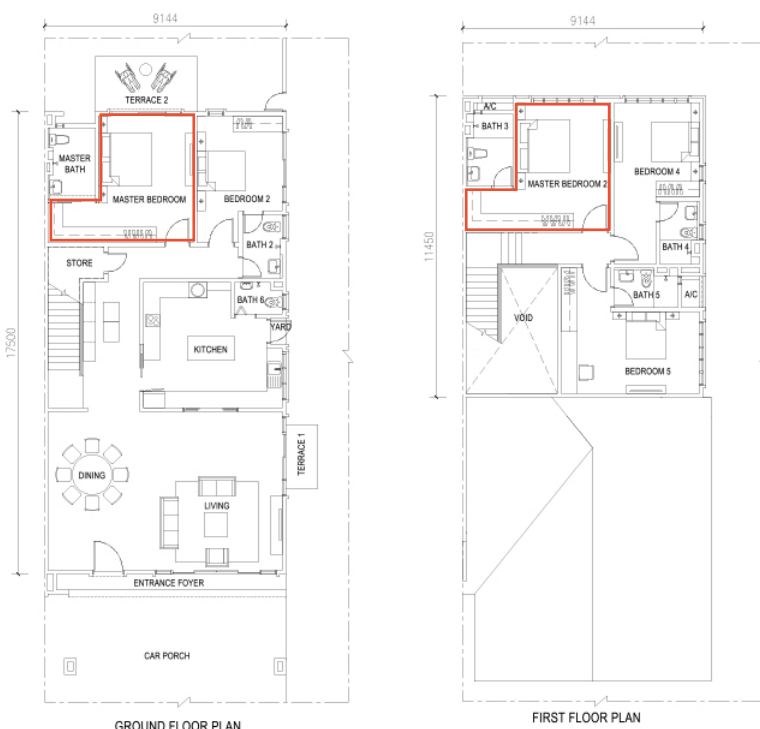 9144
TERRACE 2
MASTER
BATH
MASTER BEDROOM
BEDROOM 2
BATH 2
STORE
BATH 6
YARD
KITCHEN
17500
DINING
LIVING
TERRACE 1
ENTRANCE FOYER
CAR PORCH
GROUND FLOOR PLAN
9144
A/C
BATH 3
MASTER BEDROOM 2
BEDROOM 4
BATH 4
11450
BATH 5
A/C
VOID
BEDROOM 5
FIRST FLOOR PLAN